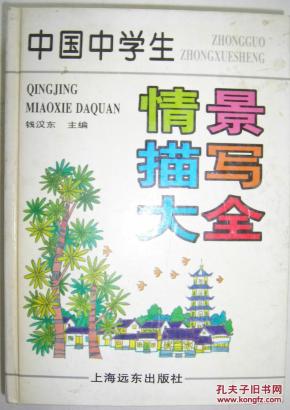 中国中学生
ZHONGGUO
ZHONGXUESHENG
QINGJING
MIAOXIE DAQUAN
钱汉东 主编
情景
描写
大全
上海远东出版社
孔夫子旧书网